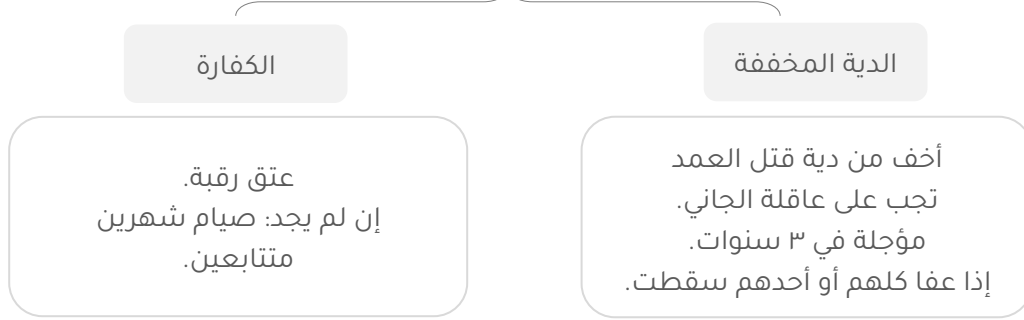 الدية المخففة
أخف من دية قتل العمد
تجب على عاقلة الجاني.
مؤجلة في ٣ سنوات.
إذا عفا كلهم أو أحدهم سقطت.
الكفارة
عتق رقبة.
إن لم يجد: صيام شهرين
متتابعين.